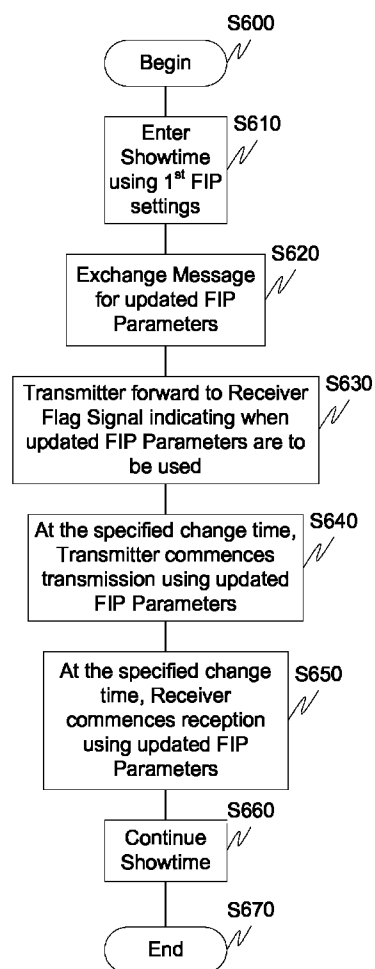 S600
Begin
S610
Enter
Showtime
using 1st FIP
settings
S620
Exchange Message
for updated FIP
Parameters
S630
Transmitter forward to Receiver
Flag Signal indicating when
updated FIP Parameters are to
be used
S640
At the specified change time,
Transmitter commences
transmission using updated
FIP Parameters
S650
At the specified change
time, Receiver
commences reception
using updated FIP
Parameters
S660
Continue
Showtime
S670
End